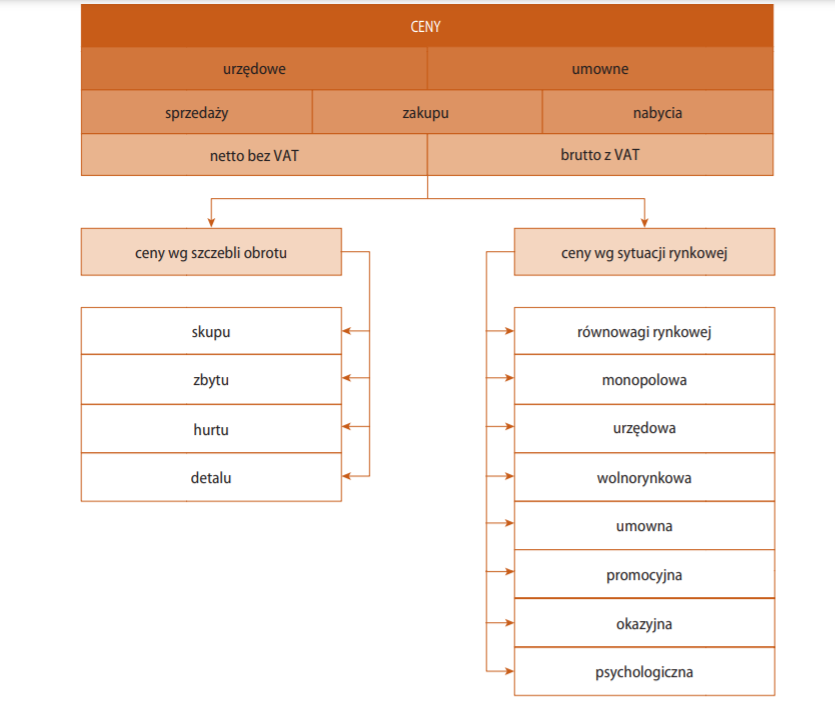 CENY
urzędowe umowne
sprzedaży zakupu nabycia
netto bez VAT brutto z VAT
ceny wg szczebli obrotu
skupu
zbytu
hurtu
detalu
ceny wg sytuacji rynkowej
równowagi rynkowej
monopolowa
urzędowa
wolnorynkowa
umowna
promocyjna
okazyjna
psychologiczna